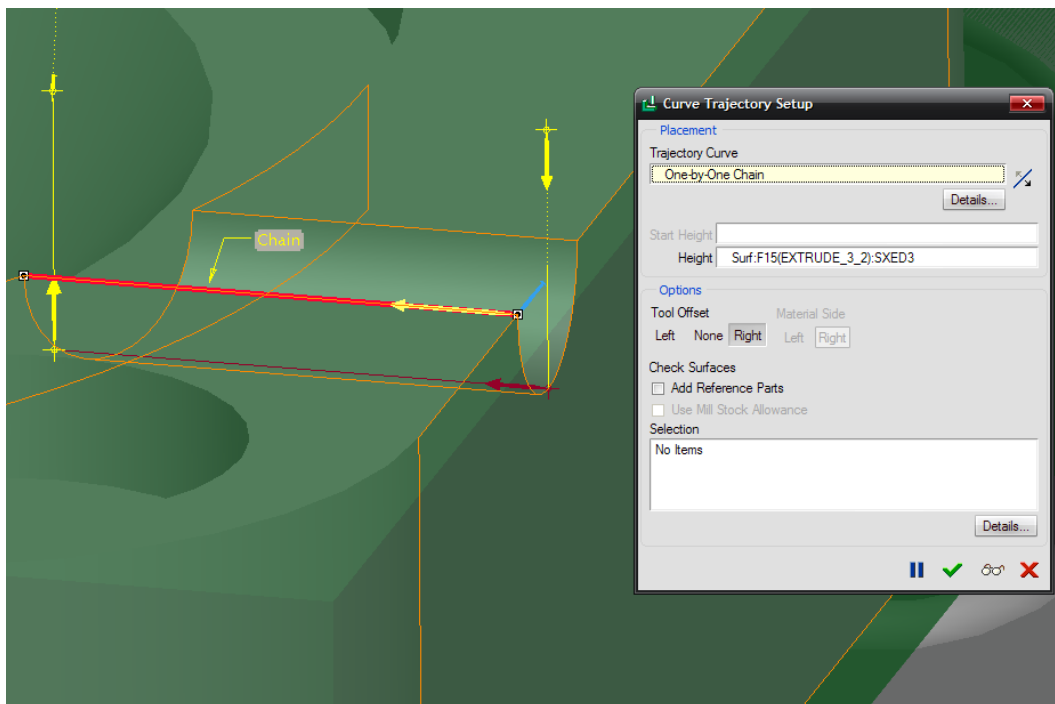 Chain
Curve Trajectory Setup
Placement
Trajectory Curve
One-by-One Chain
Details...
Start Height
Height Surf:F15(EXTRUDE_3_2):SXED3
Options
Tool Offset Material Side
Left None Right Left Right
Check Surfaces
Add Reference Parts
Use Mill Stock Allowance
Selection
No Items
Details...